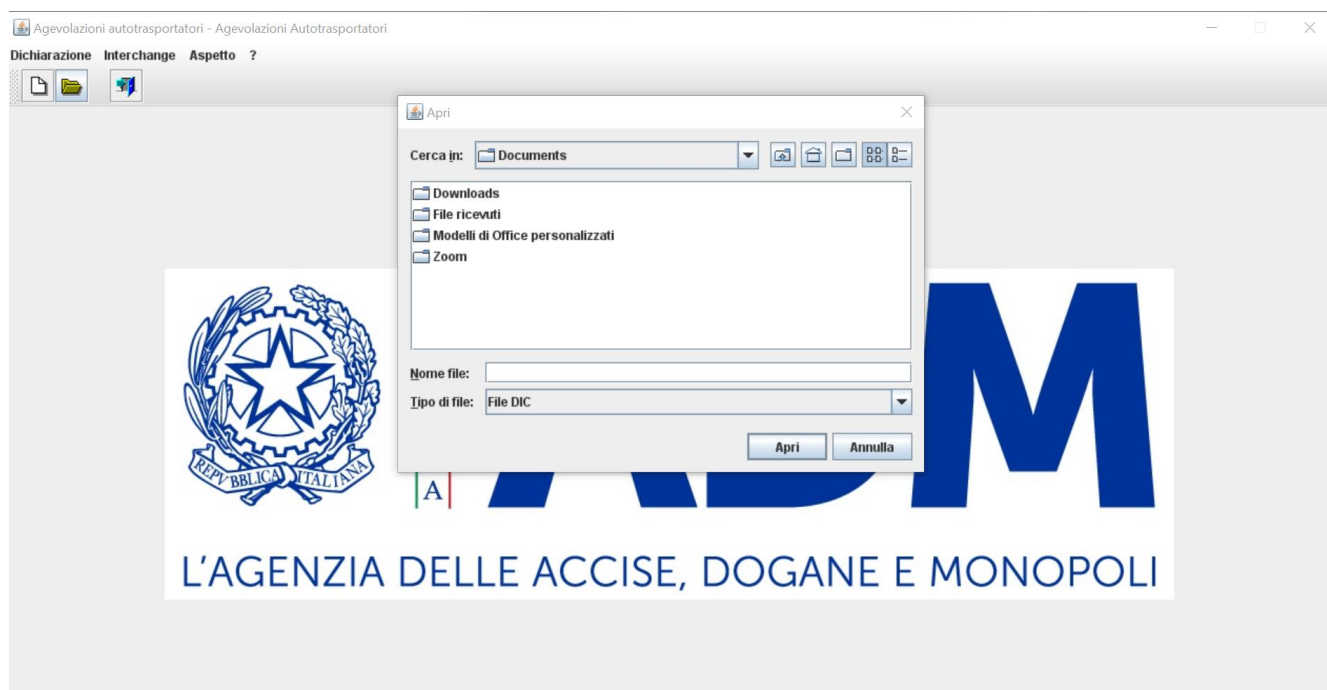 Agevolazioni autotrasportatori - Agevolazioni Autotrasportatori
Dichiarazione Interchange Aspetto ?
Apri
Cerca in: Documents
Downloads
File ricevuti
Modelli di Office personalizzati
Zoom
Nome file:
Tipo di file: File DIC
Apri Annulla
REPVBBLICA ITALIANA
A
ADM
L'AGENZIA DELLE ACCISE, DOGANE E MONOPOLI